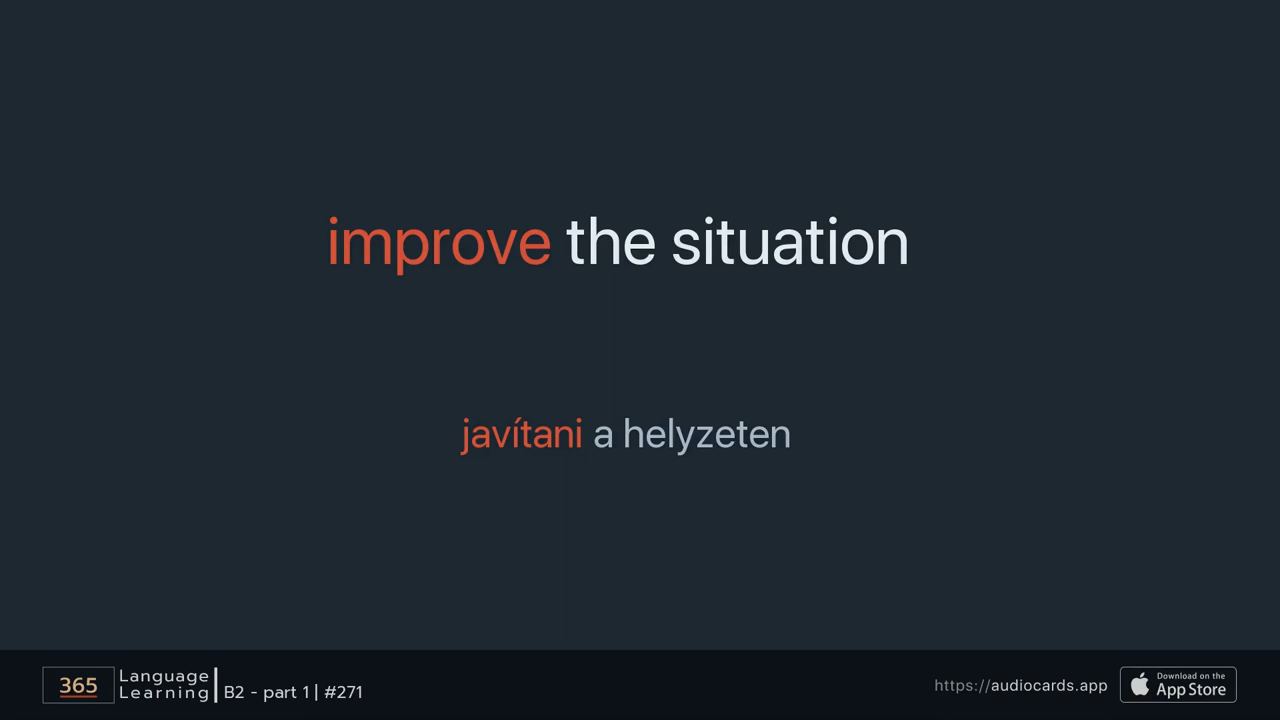 improve the situation
javítani a helyzeten
365
Language
Learning
B2 - part 1 | #271
https://audiocards.app
Download on the
App Store